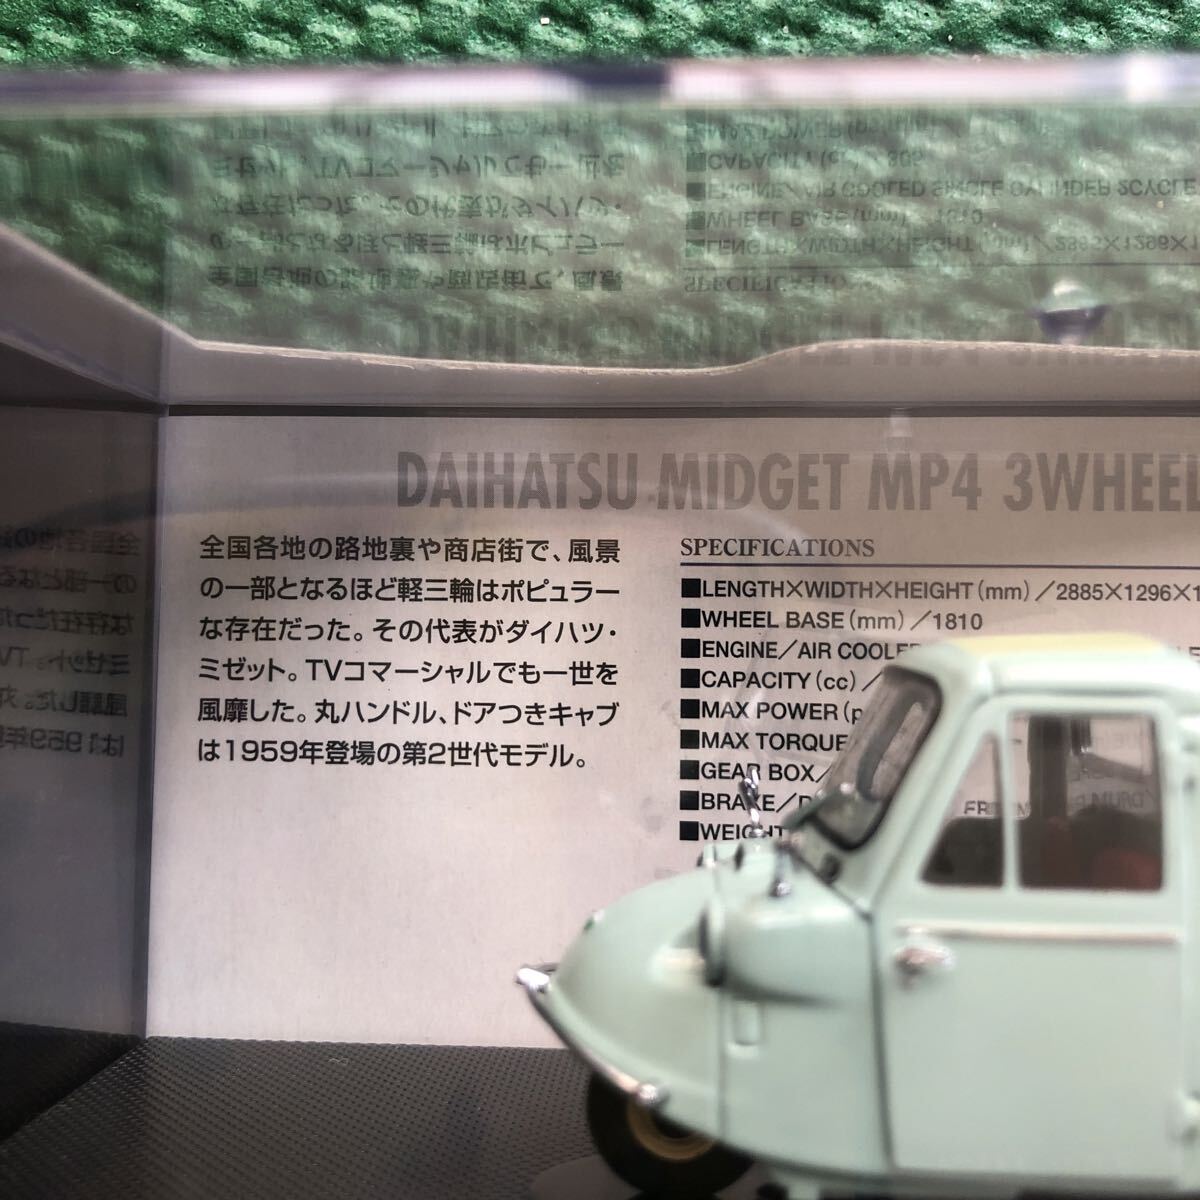 DAIHATSU MIDGET MP4 3WHEEL
全国各地の路地裏や商店街で、風景
の一部となるほど軽三輪はポピュラー
な存在だった。その代表がダイハツ・
ミゼット。TVコマーシャルでも一世を
風靡した。丸ハンドル、ドアつきキャブ
は1959年登場の第2世代モデル。
SPECIFICATIONS
■LENGTH×WIDTH×HEIGHT(mm)／2885×1296×1
■WHEEL BASE(mm)／1810
■ENGINE／AIR COOLED
■CAPACITY(cc)／
■MAX POWER(p
■MAX TORQUE
■GEAR BOX／
■BRAKE／D
■WEIGHT